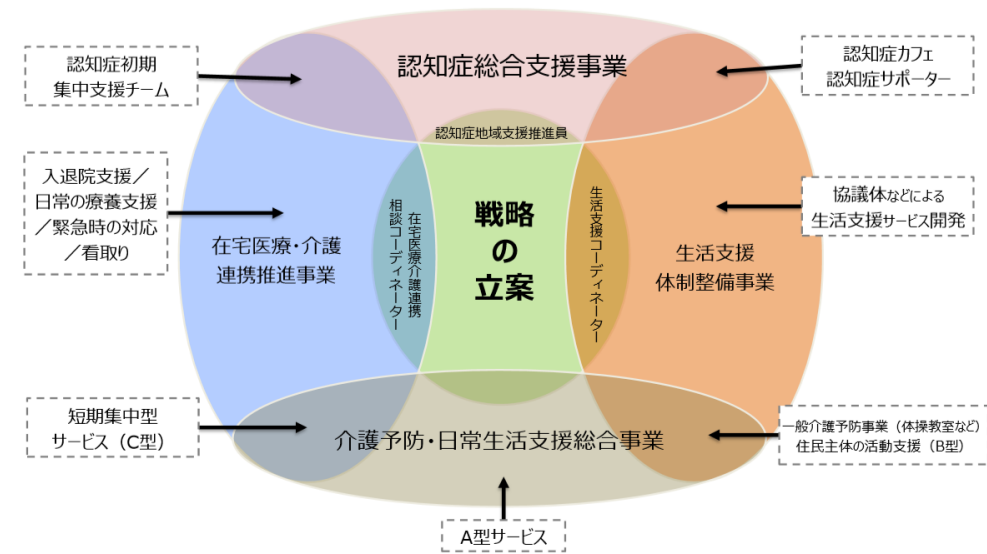 認知症総合支援事業
認知症初期
集中支援チーム
認知症カフェ
認知症サポーター
認知症地域支援推進員
入退院支援／
日常の療養支援
／緊急時の対応
／看取り
在宅医療・介護
連携推進事業
在宅医療介護連携
相談コーディネーター
戦略
の
立案
生活支援コーディネーター
生活支援
体制整備事業
協議体などによる
生活支援サービス開発
短期集中型
サービス（C型）
介護予防・日常生活支援総合事業
一般介護予防事業（体操教室など）
住民主体の活動支援（B型）
A型サービス